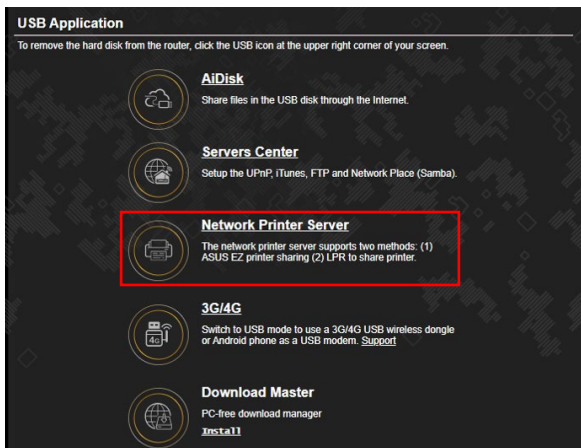 USB Application
To remove the hard disk from the router, click the USB icon at the upper right corner of your screen.
AiDisk
Share files in the USB disk through the Internet.
Servers Center
Setup the UPnP, iTunes, FTP and Network Place (Samba).
Network Printer Server
The network printer server supports two methods: (1)
ASUS EZ printer sharing (2) LPR to share printer.
3G/4G
Switch to USB mode to use a 3G/4G USB wireless dongle
or Android phone as a USB modem. Support
4G
Download Master
PC-free download manager
Install